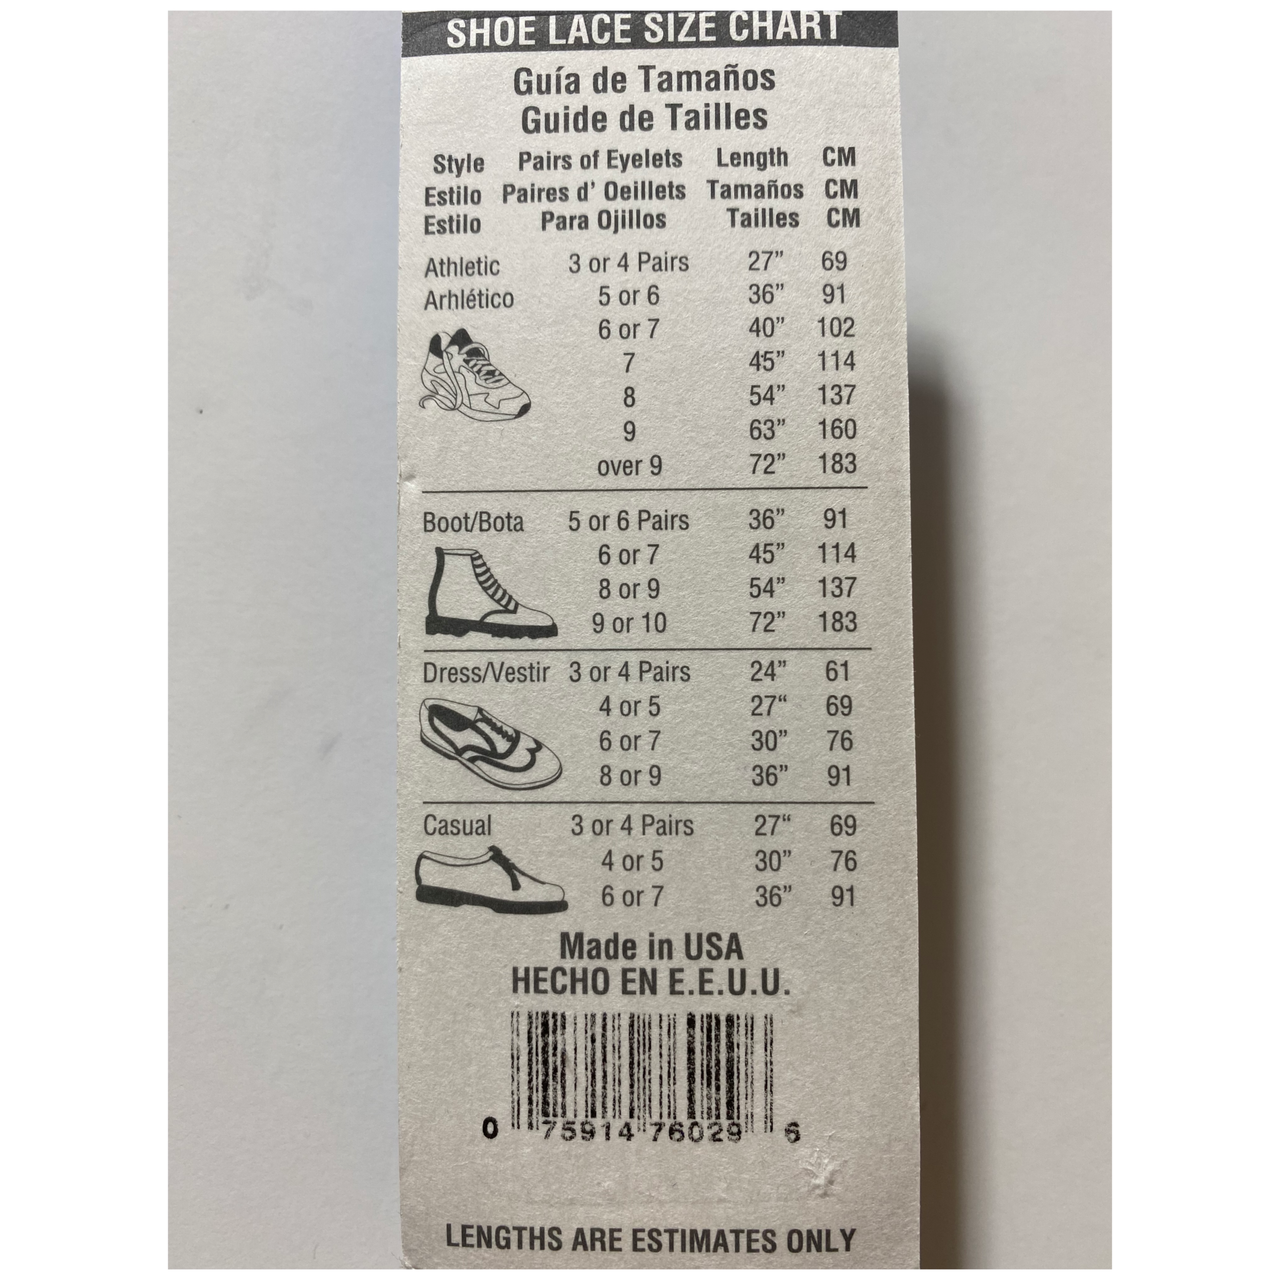 SHOE LACE SIZE CHART
Guía de Tamaños
Guide de Tailles
Style Pairs of Eyelets Length CM
Estilo Paires d' Oeillets Tamaños CM
Estilo Para Ojillos Tailles CM
Athletic 3 or 4 Pairs 27” 69
Arhlético 5 or 6 36” 91
6 or 7 40” 102
7 45” 114
8 54” 137
9 63” 160
over 9 72” 183
Boot/Bota 5 or 6 Pairs 36” 91
6 or 7 45” 114
8 or 9 54” 137
9 or 10 72” 183
Dress/Vestir 3 or 4 Pairs 24” 61
4 or 5 27“ 69
6 or 7 30” 76
8 or 9 36” 91
Casual 3 or 4 Pairs 27“ 69
4 or 5 30” 76
6 or 7 36” 91
Made in USA
HECHO EN E.E.U.U.
0 75914 76029 6
LENGTHS ARE ESTIMATES ONLY